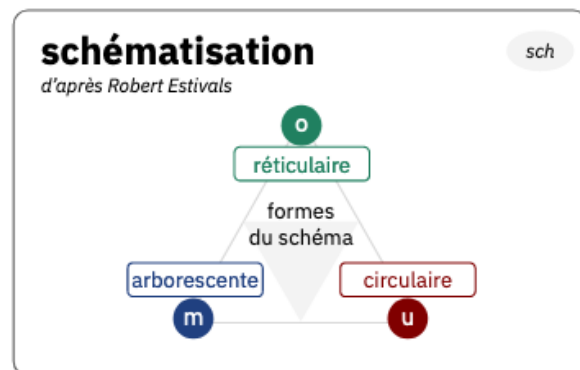 schématisation
sch
d'après Robert Estivals
o
réticulaire
formes
du schéma
arborescente
circulaire
m
u